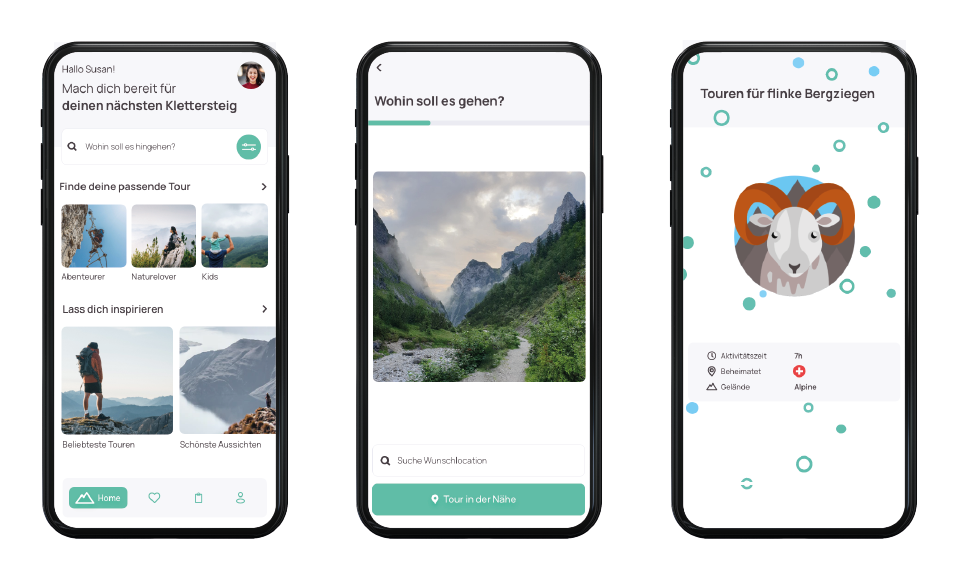 Hallo Susan!
Mach dich bereit für
deinen nächsten Klettersteig
Wohin soll es hingehen?
Finde deine passende Tour
Abenteurer
Naturelover
Kids
Lass dich inspirieren
Beliebteste Touren
Schönste Aussichten
Home
Wohin soll es gehen?
Suche Wunschlocation
Tour in der Nähe
Touren für flinke Bergziegen
Aktivitätszeit 7h
Beheimatet
Gelände Alpine